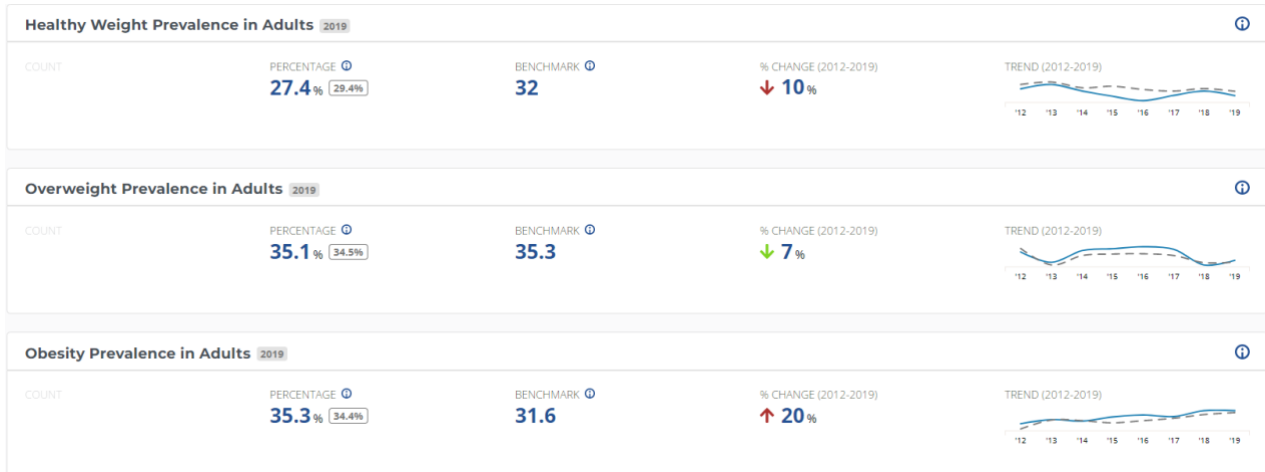 Healthy Weight Prevalence in Adults 2019
COUNT PERCENTAGE BENCHMARK % CHANGE (2012-2019) TREND (2012-2019)
27.4% 29.4% 32 10%
'12 '13 '14 '15 '16 '17 '18 '19
Overweight Prevalence in Adults 2019
COUNT PERCENTAGE BENCHMARK % CHANGE (2012-2019) TREND (2012-2019)
35.1% 34.5% 35.3 7%
'12 '13 '14 '15 '16 '17 '18 '19
Obesity Prevalence in Adults 2019
COUNT PERCENTAGE BENCHMARK % CHANGE (2012-2019) TREND (2012-2019)
35.3% 34.4% 31.6 20%
'12 '13 '14 '15 '16 '17 '18 '19